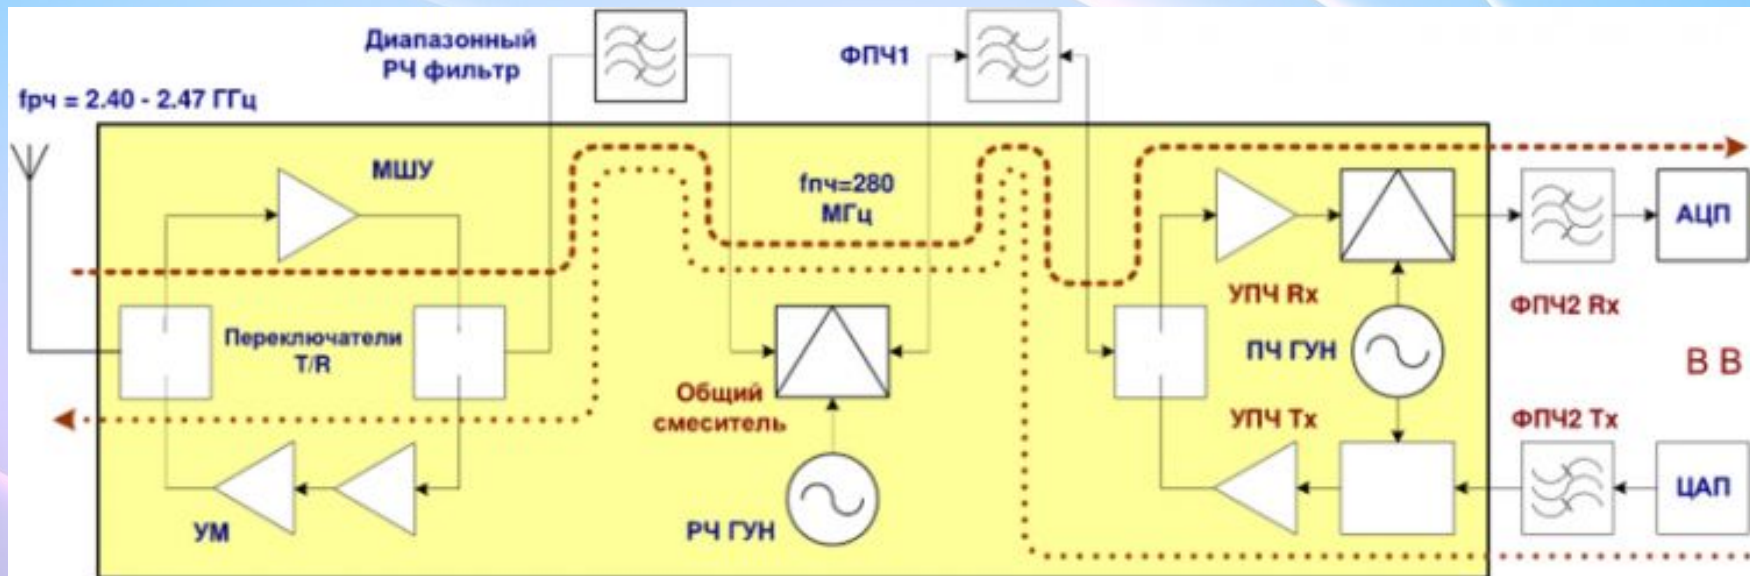 Диапазонный
РЧ фильтр
ФПЧ1
fрч = 2.40 - 2.47 ГГц
МШУ
fпч=280
МГц
АЦП
УПЧ Rx
ФПЧ2 Rx
Переключатели
T/R
ПЧ ГУН
В В
Общий
смеситель
УПЧ Tx
ФПЧ2 Tx
ЦАП
УМ
РЧ ГУН